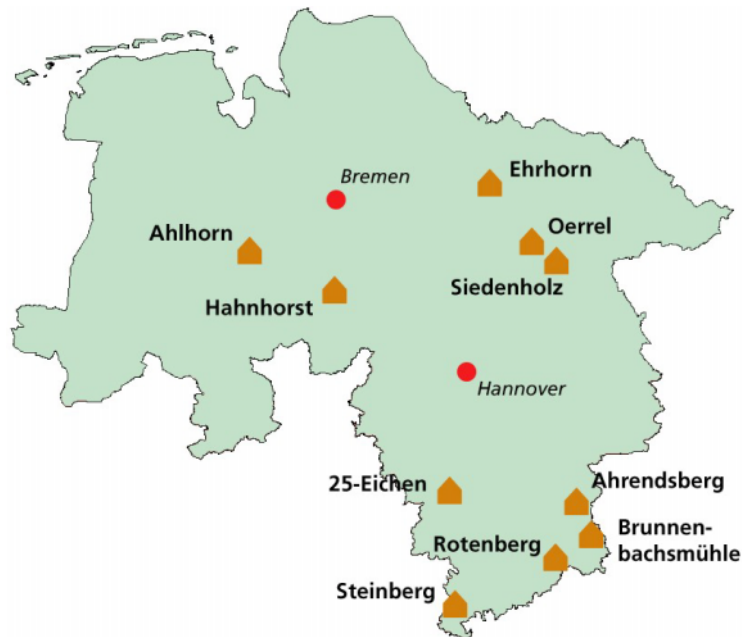 Ehrhorn
Bremen
Oerrel
Ahlhorn
Siedenholz
Hahnhorst
Hannover
25-Eichen
Ahrendsberg
Brunnen-
bachsmühle
Rotenberg
Steinberg